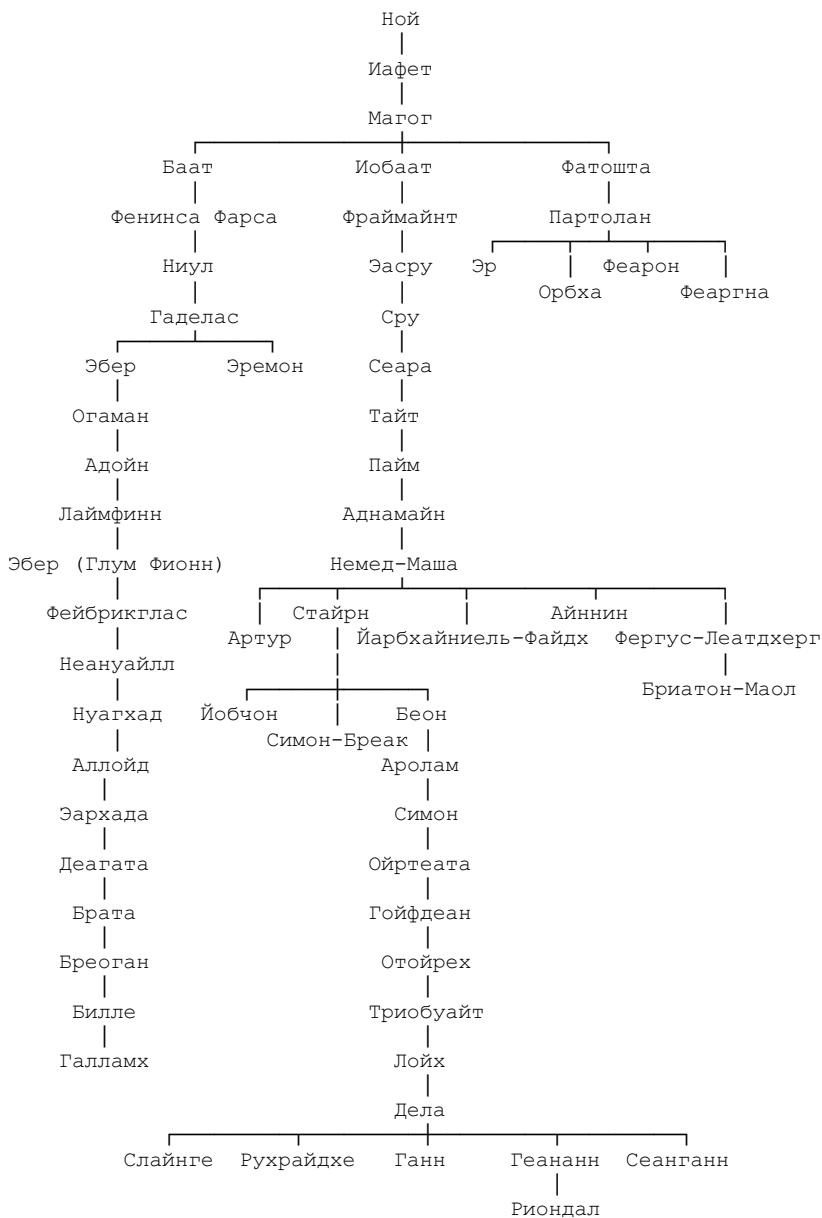 Ной
Иафет
Магог
Баат Иобаат Фатошта
Фенинса Фарса Фраймайнт Партолан
Ниул Эасру Эр Феарон
Орбха Феаргна
Гаделас Сру
Эбер Эремон Сеара
Огаман Тайт
Адойн Пайм
Лаймфинн Аднамайн
Эбер (Глум Фионн) Немед-Маша
Фейбрикглас Стайрн Айннин
Артур Йарбхайниель-Файдх Фергус-Леатдхерг
Неануайлл
Бриатон-Маол
Нуагхад Йобчон Беон
Симон-Бреак
Аллойд Аролам
Эархада Симон
Деагата Ойртеата
Брата Гойфдеан
Бреоган Отойрех
Билле Триобуайт
Галламх Лойх
Дела
Слайнге Рухрайдхе Ганн Геананн Сеанганн
Риондал